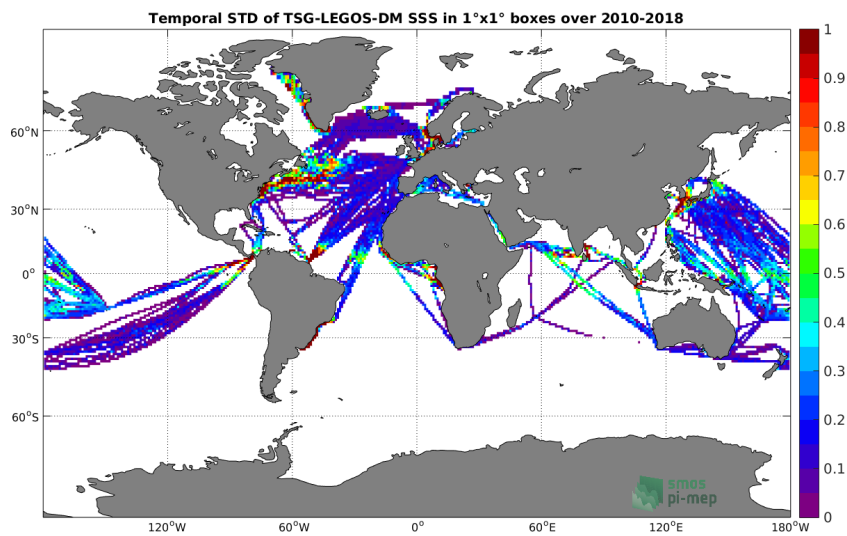 Temporal STD of TSG-LEGOS-DM SSS in 1°x1° boxes over 2010-2018
1
0.9
0.8
0.7
0.6
0.5
0.4
0.3
0.2
0.1
0
60°N
30°N
0°
30°S
60°S
120°W
60°W
0°
60°E
120°E
180°W
smos
pi-mep